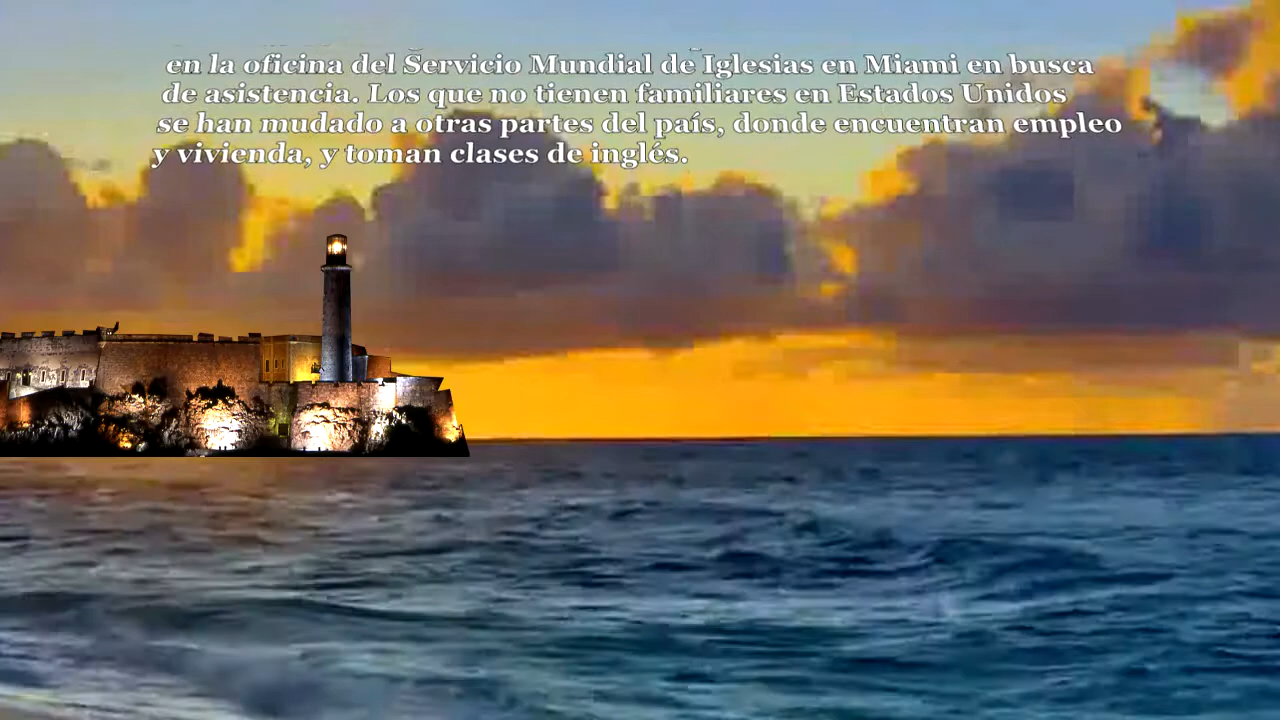 en la oficina del Servicio Mundial de Iglesias en Miami en busca
de asistencia. Los que no tienen familiares en Estados Unidos
se han mudado a otras partes del país, donde encuentran empleo
y vivienda, y toman clases de inglés.